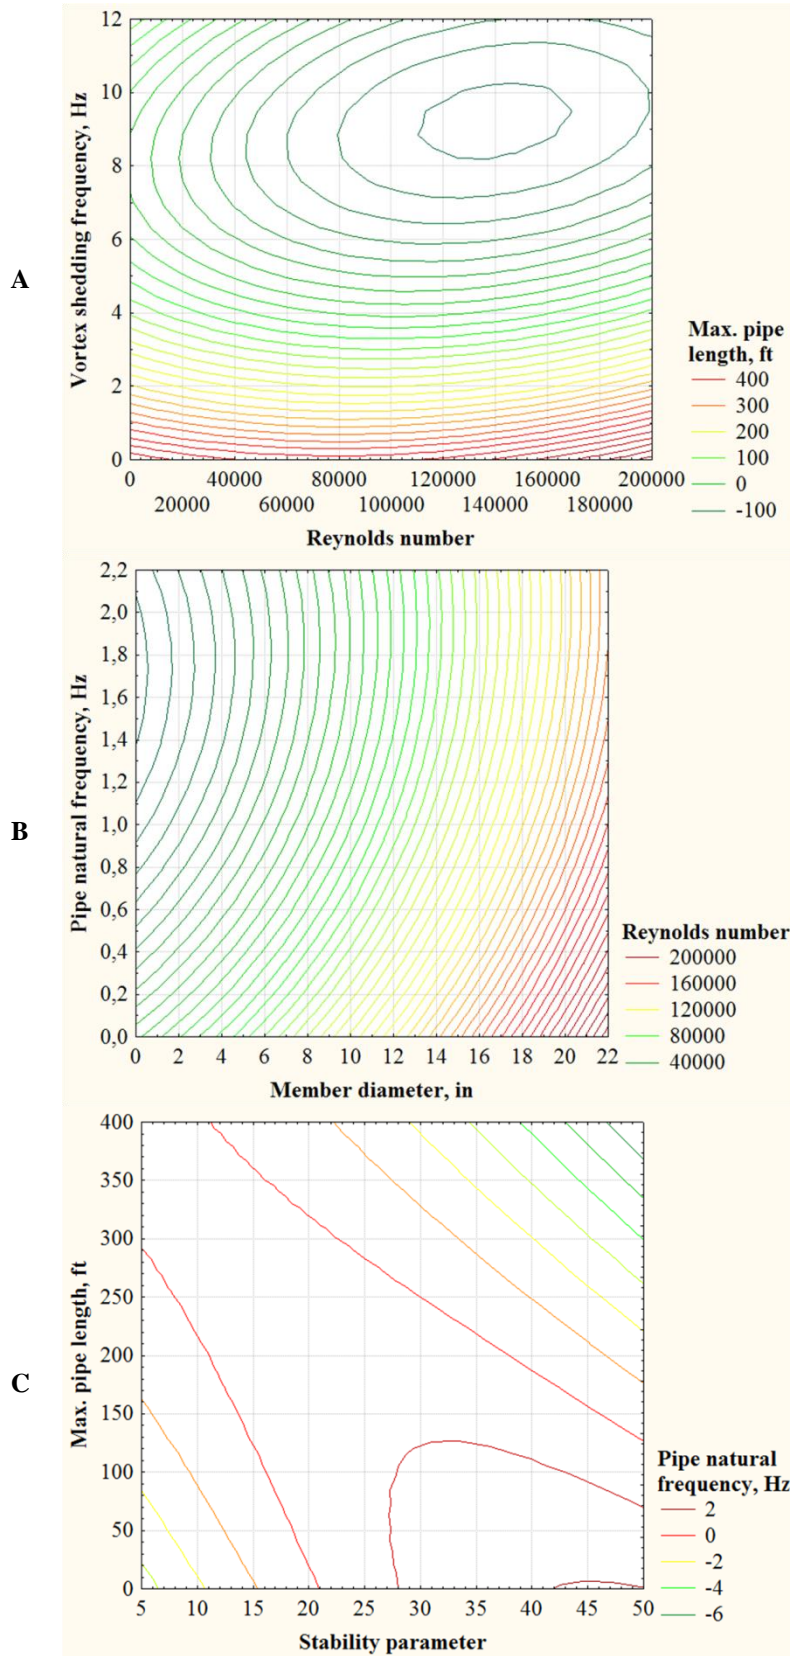 A
Vortex shedding frequency, Hz
12
10
8
6
4
2
0
0 40000 80000 120000 160000 200000
20000 60000 100000 140000 180000
Reynolds number
Max. pipe
length, ft
400
300
200
100
0
-100
B
Pipe natural frequency, Hz
2,2
2,0
1,8
1,6
1,4
1,2
1,0
0,8
0,6
0,4
0,2
0,0
0 2 4 6 8 10 12 14 16 18 20 22
Member diameter, in
Reynolds number
200000
160000
120000
80000
40000
C
Max. pipe length, ft
400
350
300
250
200
150
100
50
0
5 10 15 20 25 30 35 40 45 50
Stability parameter
Pipe natural
frequency, Hz
2
0
-2
-4
-6